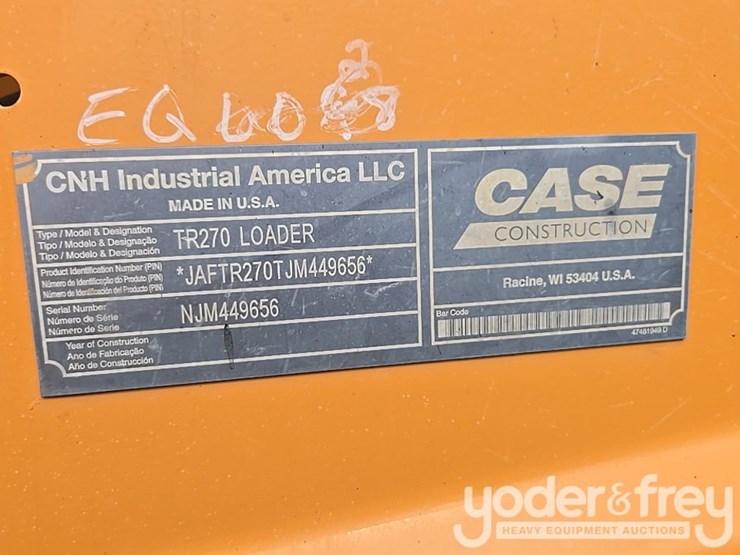 EQ
CNH Industrial America LLC
MADE IN U.S.A.
Type / Model & Designation
Tipo / Modelo & Designação
Tipo / Modelo & Designación
TR270 LOADER
Product Identification Number (PIN)
Número de Identificação do Produto (PIN)
Número de Identificación del Producto (PIN)
*JAFTR270TJM449656*
Serial Number
Número de Série
Número de Serie
NJM449656
Year of Construction
Ano de Fabricação
Año de Construcción
CASE
CONSTRUCTION
Racine, WI 53404 U.S.A.
Bar Code
47481949 D
yoder&frey
HEAVY EQUIPMENT AUCTIONS